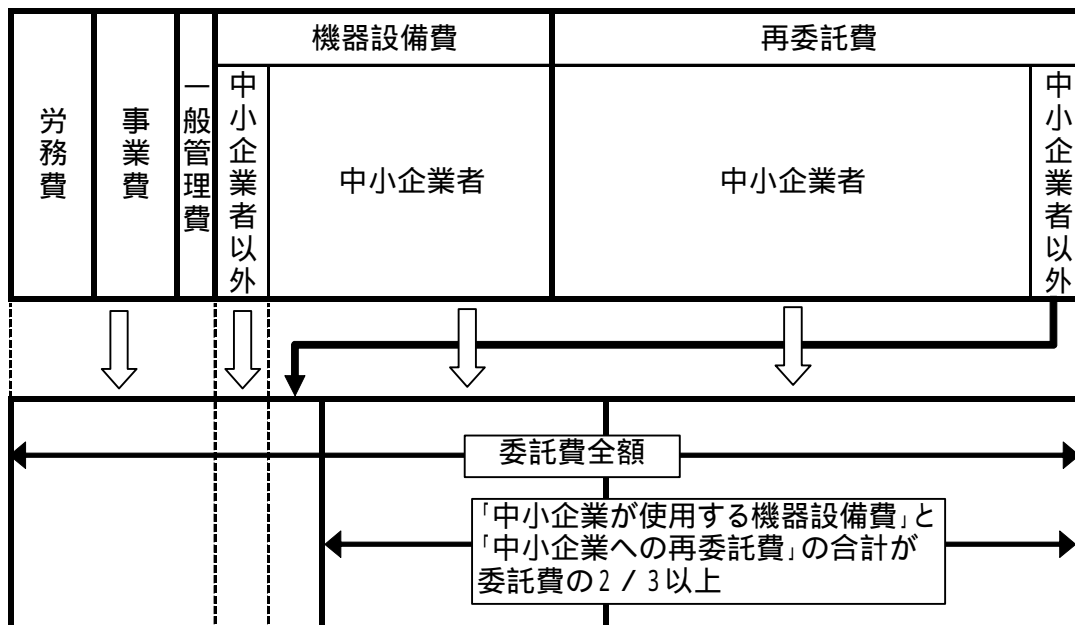 労務費
事業費
一般管理費
機器設備費
再委託費
中小企業者以外
中小企業者
中小企業者
中小企業者以外
委託費全額
「中小企業が使用する機器設備費」と
「中小企業への再委託費」の合計が
委託費の2/3以上